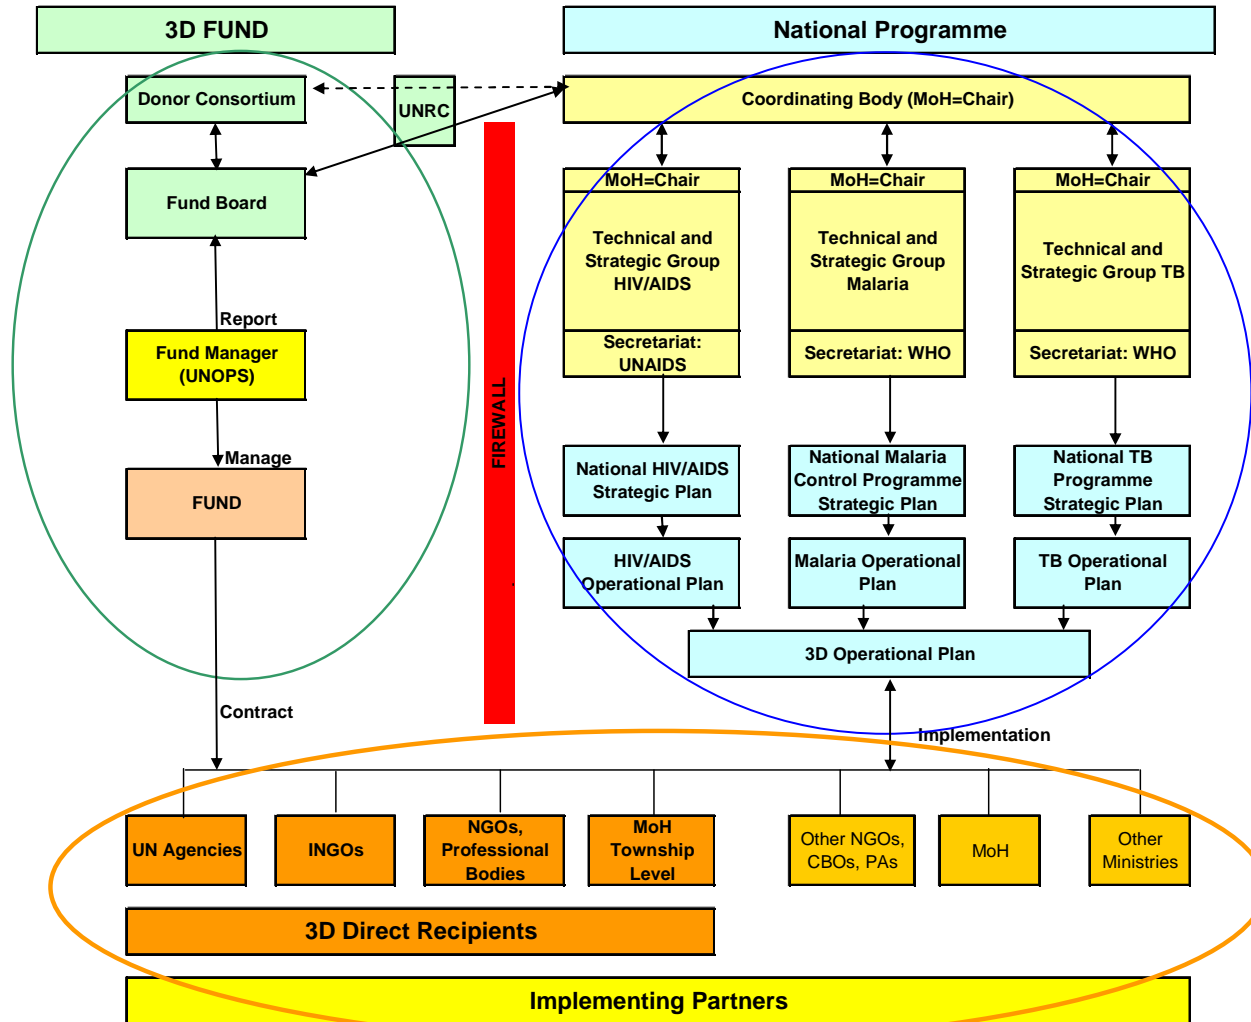 3D FUND
National Programme
Donor Consortium
UNRC
Coordinating Body (MoH=Chair)
Fund Board
MoH=Chair
Technical and
Strategic Group
HIV/AIDS
Secretariat:
UNAIDS
MoH=Chair
Technical and
Strategic Group
Malaria
Secretariat: WHO
MoH=Chair
Technical and
Strategic Group TB
Secretariat: WHO
Report
Fund Manager
(UNOPS)
Manage
FUND
FIREWALL
National HIV/AIDS
Strategic Plan
National Malaria
Control Programme
Strategic Plan
National TB
Programme
Strategic Plan
HIV/AIDS
Operational Plan
Malaria Operational
Plan
TB Operational
Plan
3D Operational Plan
Contract
Implementation
UN Agencies
INGOs
NGOs,
Professional
Bodies
MoH
Township
Level
Other NGOs,
CBOs, PAs
MoH
Other
Ministries
3D Direct Recipients
Implementing Partners